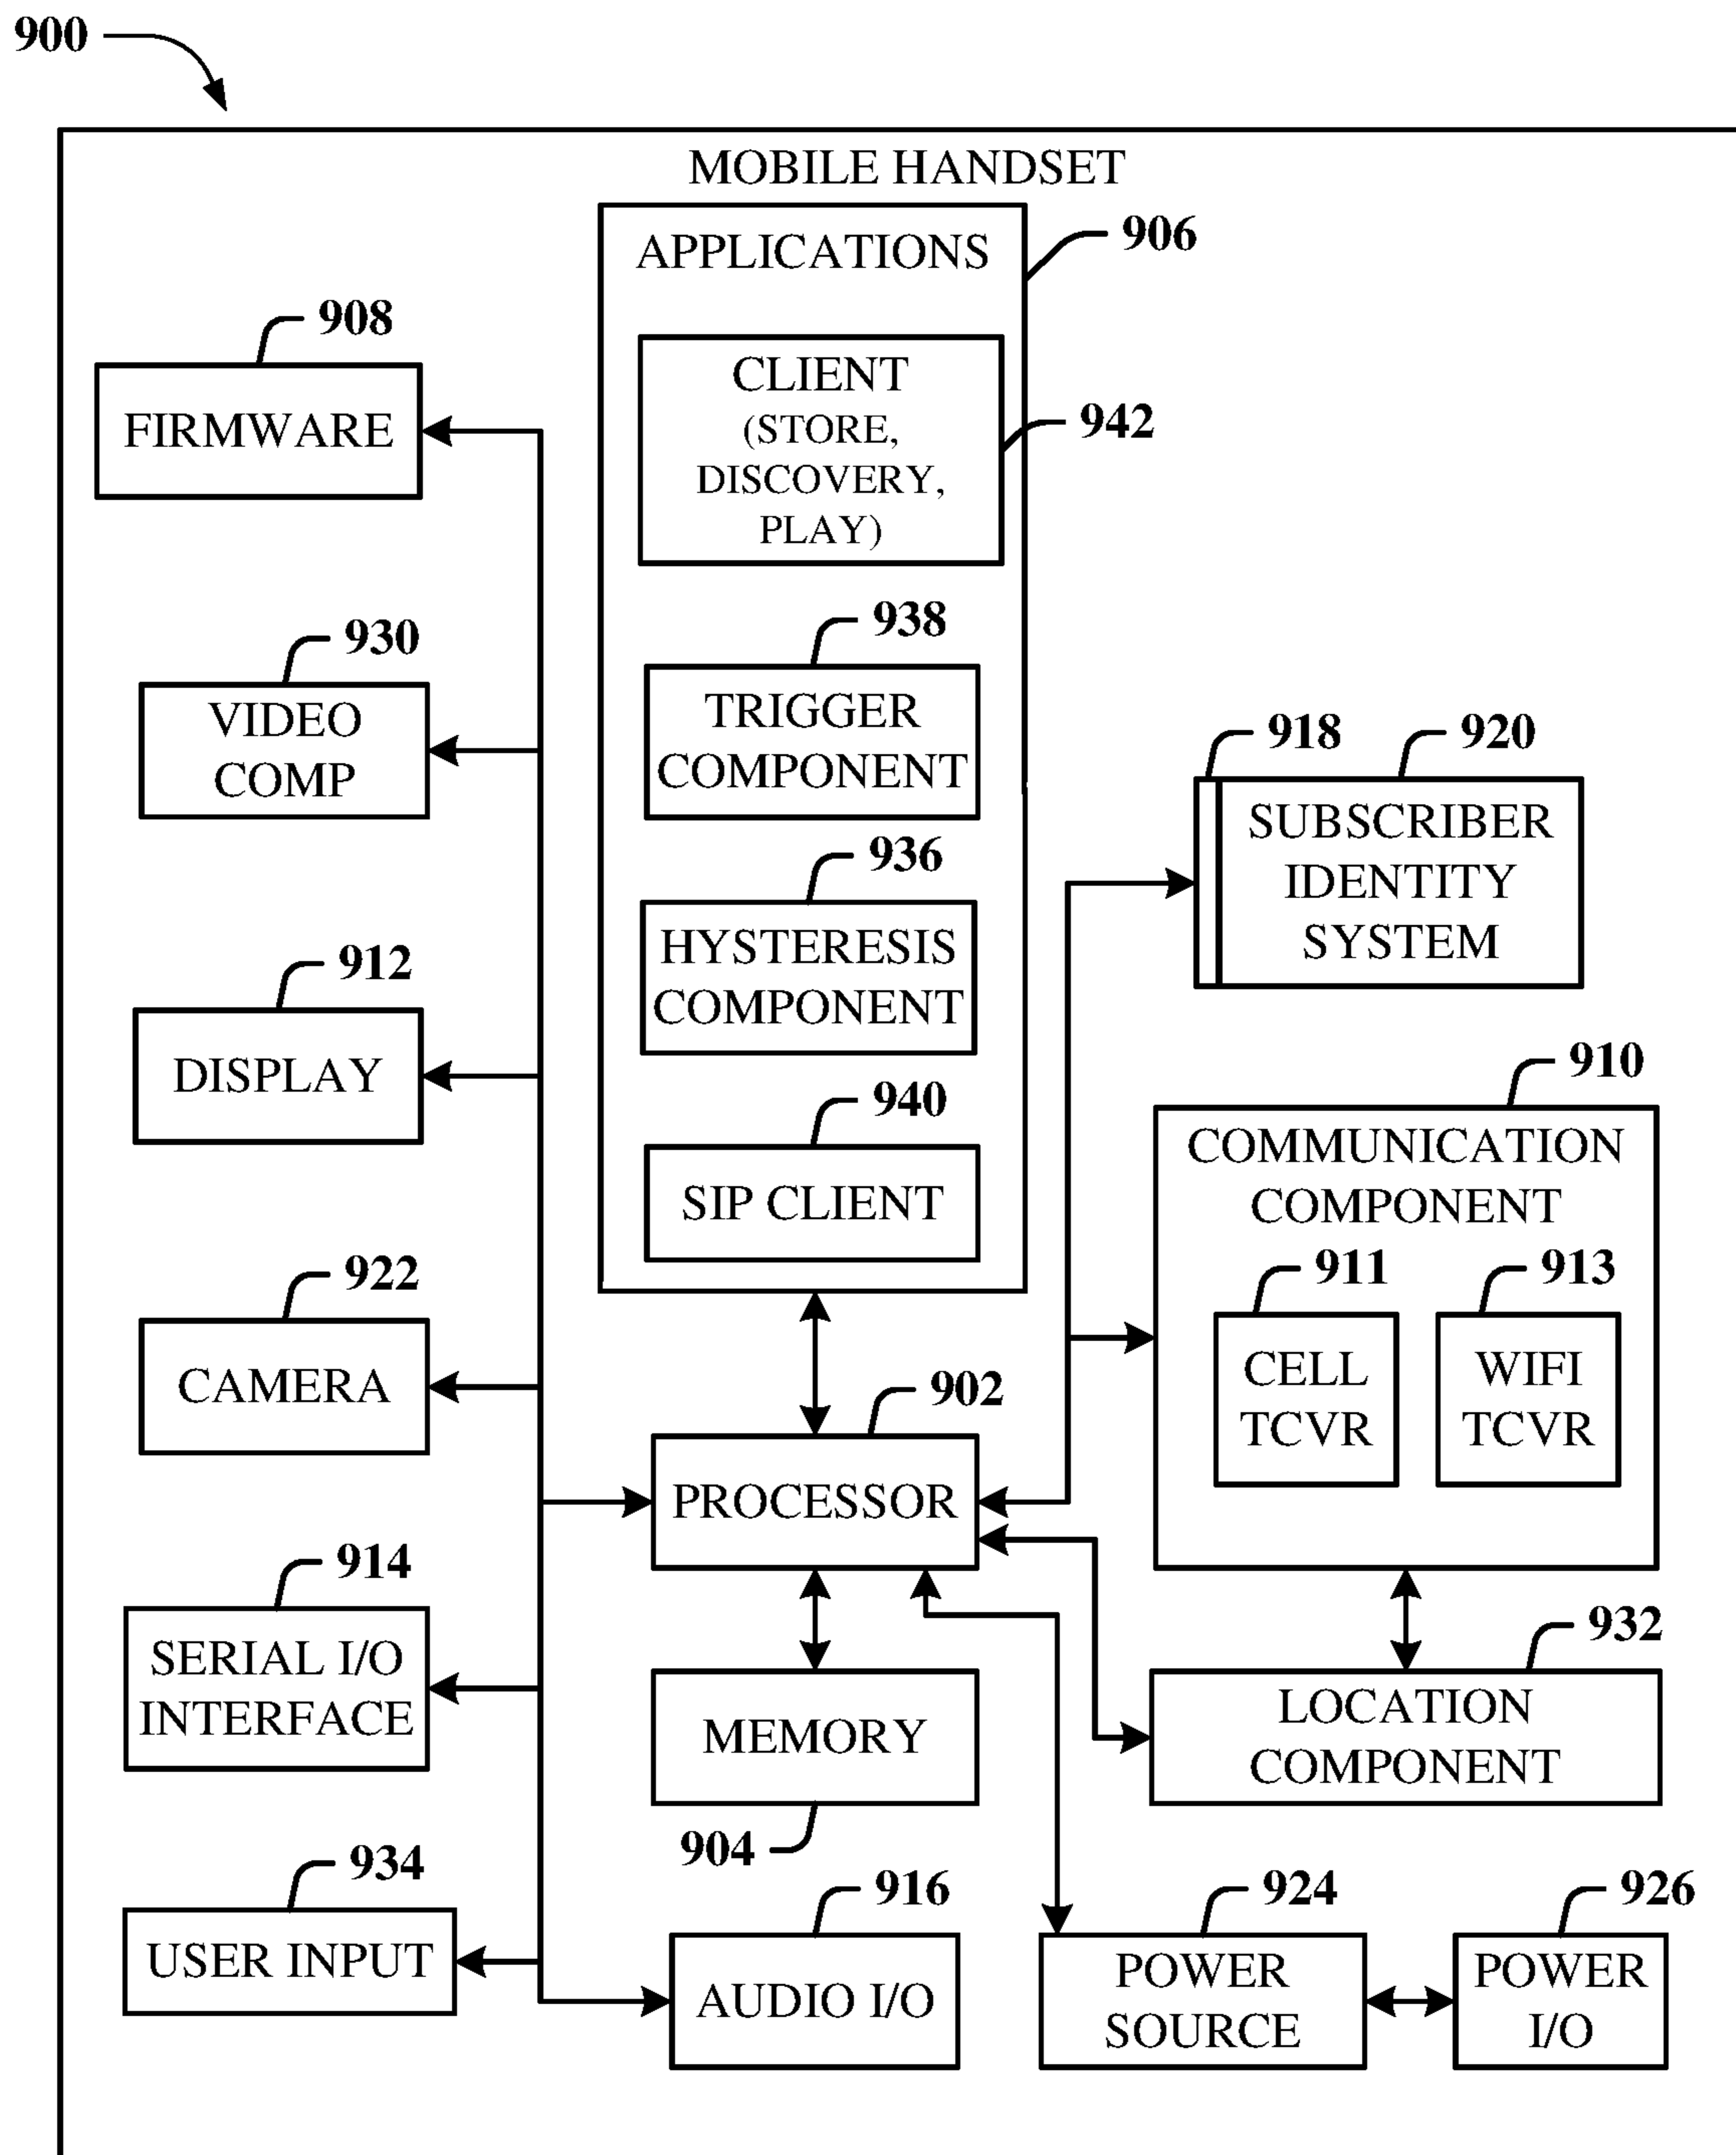 900
MOBILE HANDSET
APPLICATIONS
906
CLIENT
(STORE,
DISCOVERY,
PLAY)
942
908
FIRMWARE
938
TRIGGER
COMPONENT
930
VIDEO
COMP
918
920
SUBSCRIBER
IDENTITY
SYSTEM
936
HYSTERESIS
COMPONENT
912
DISPLAY
940
SIP CLIENT
910
COMMUNICATION
COMPONENT
911
CELL
TCVR
913
WIFI
TCVR
922
CAMERA
902
PROCESSOR
914
SERIAL I/O
INTERFACE
MEMORY
904
932
LOCATION
COMPONENT
934
USER INPUT
916
AUDIO I/O
924
POWER
SOURCE
926
POWER
I/O